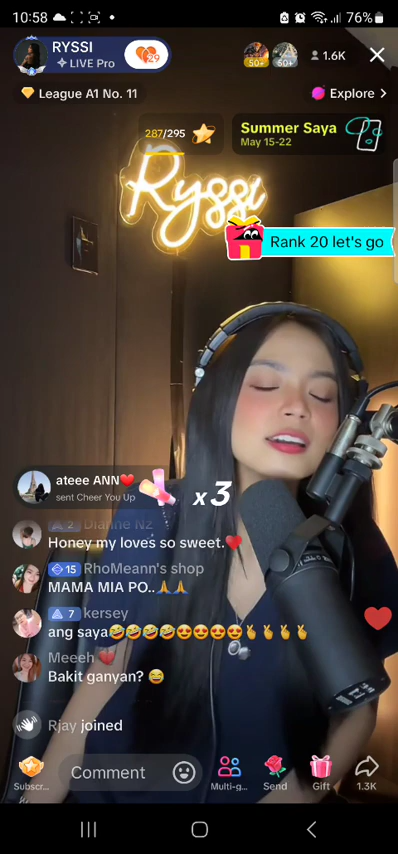 10:58
76%
RYSSI
LIVE Pro
29
50+
50+
1.6K
League A1 No. 11
Explore >
287/295
Summer Saya
May 15-22
Ryssi
Rank 20 let's go
ateee ANN❤️
sent Cheer You Up
x3
2 Dianne NZ
Honey my loves so sweet.❤️
15 RhoMeann's shop
MAMA MIA PO..🙏🙏
7 kersey
ang saya🤣🤣🤣🤣😍😍😍😍🫰🫰🫰🫰
Meeeh 💔
Bakit ganyan? 😅
Rjay joined
Subscr...
Comment
Multi-g...
Send
Gift
1.3K